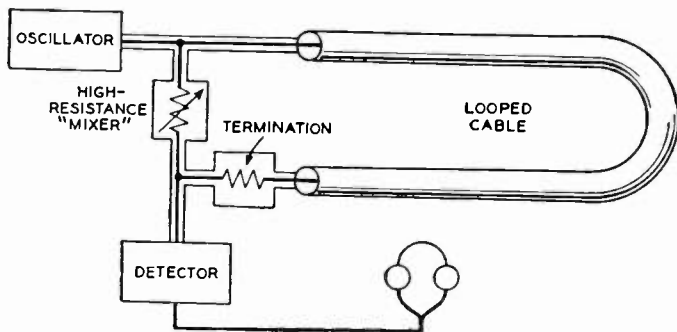 OSCILLATOR
HIGH-
RESISTANCE
"MIXER"
TERMINATION
LOOPED
CABLE
DETECTOR